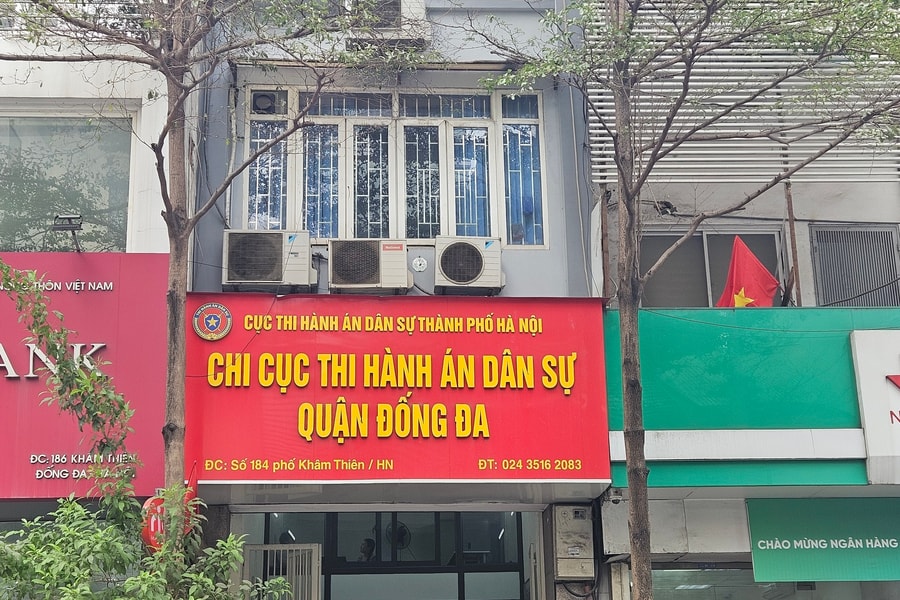 CỤC THI HÀNH ÁN DÂN SỰ THÀNH PHỐ HÀ NỘI
CHI CỤC THI HÀNH ÁN DÂN SỰ
QUẬN ĐỐNG ĐA
ĐC: Số 184 phố Khâm Thiên / HN
ĐT: 024 3516 2083
THÔN VIỆT NAM
ANK
ĐC: 186 KHÂM THIÊN
ĐỐNG ĐA
CHÀO MỪNG NGÂN HÀNG